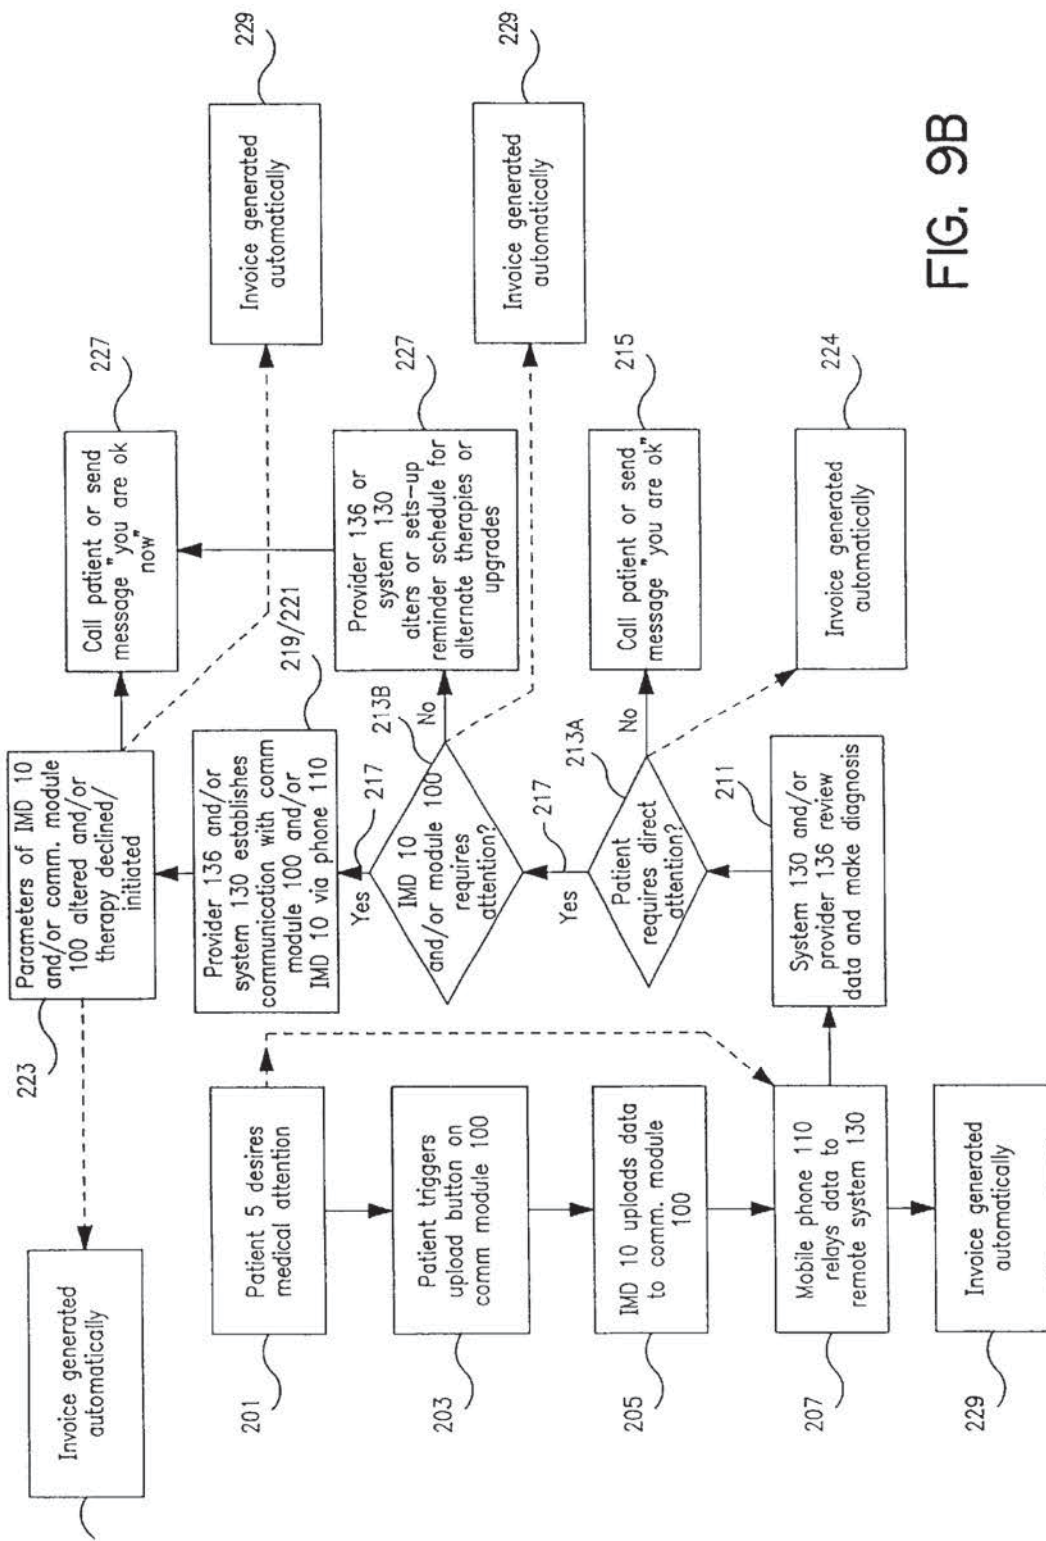 Invoice generated
automatically
223
Parameters of IMD 10
and/or comm. module
100 altered and/or
therapy declined/
initiated
Call patient or send
message "you are ok
now"
227
Invoice generated
automatically
229
201
Patient 5 desires
medical attention
Provider 136 and/or
system 130 establishes
communication with comm
module 100 and/or
IMD 10 via phone 110
219/221
Yes
217
203
Patient triggers
upload button on
comm module 100
IMD 10
and/or module 100
requires
attention?
213B
No
Provider 136 or
system 130
alters or sets-up
reminder schedule for
alternate therapies or
upgrades
227
Invoice generated
automatically
229
Yes
217
205
IMD 10 uploads data
to comm. module
100
Patient
requires direct
attention?
213A
No
Call patient or send
message "you are ok"
215
207
Mobile phone 110
relays data to
remote system 130
System 130 and/or
provider 136 review
data and make diagnosis
211
Invoice generated
automatically
224
229
Invoice generated
automatically
FIG. 9B